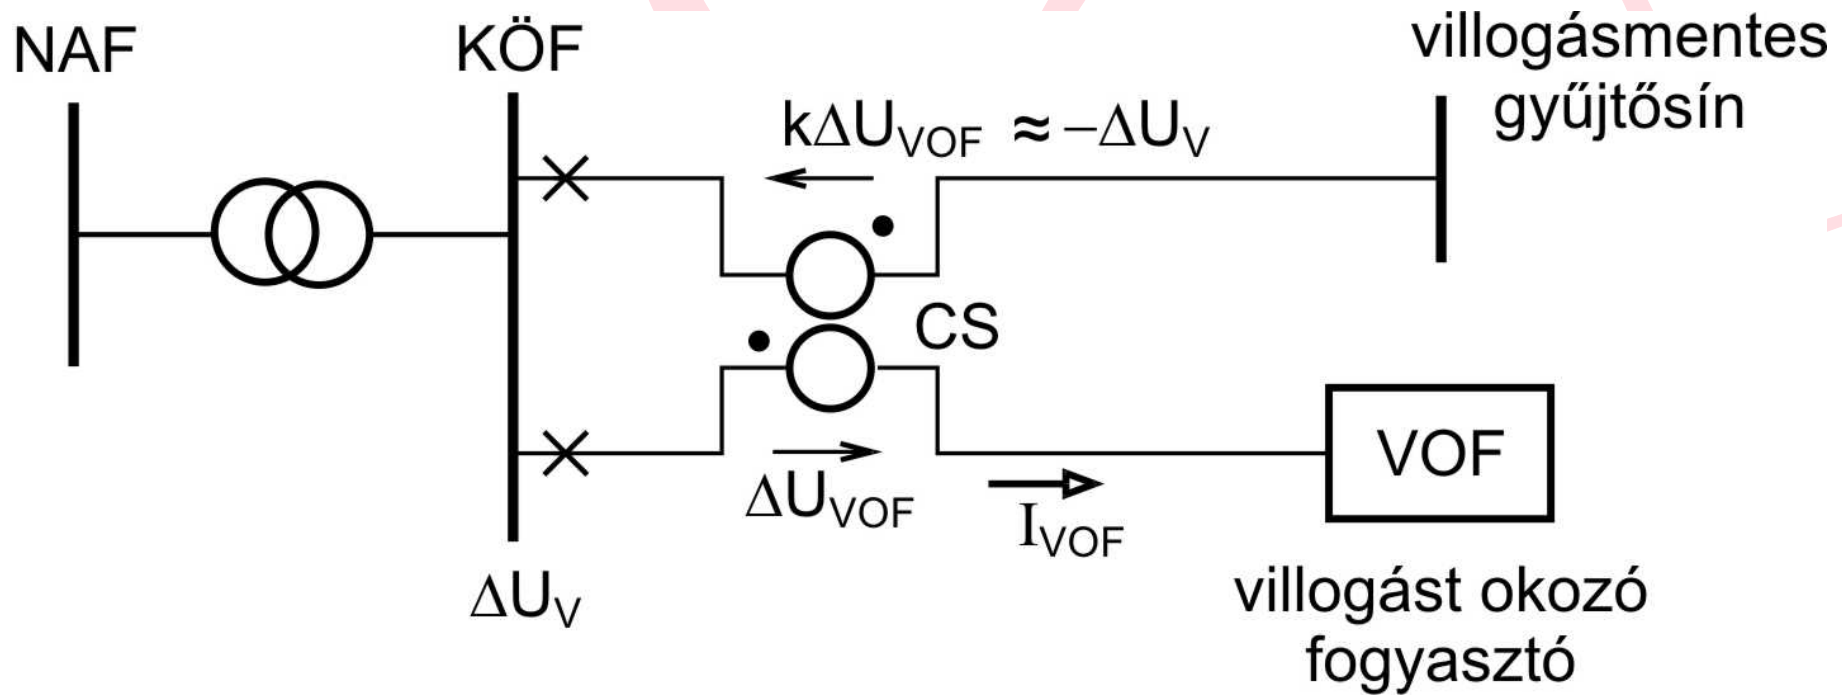 NAF
KÖF
villogásmentes
gyűjtősín
kΔU_VOF ≈ −ΔU_V
CS
ΔU_VOF
I_VOF
VOF
ΔU_V
villogást okozó
fogyasztó